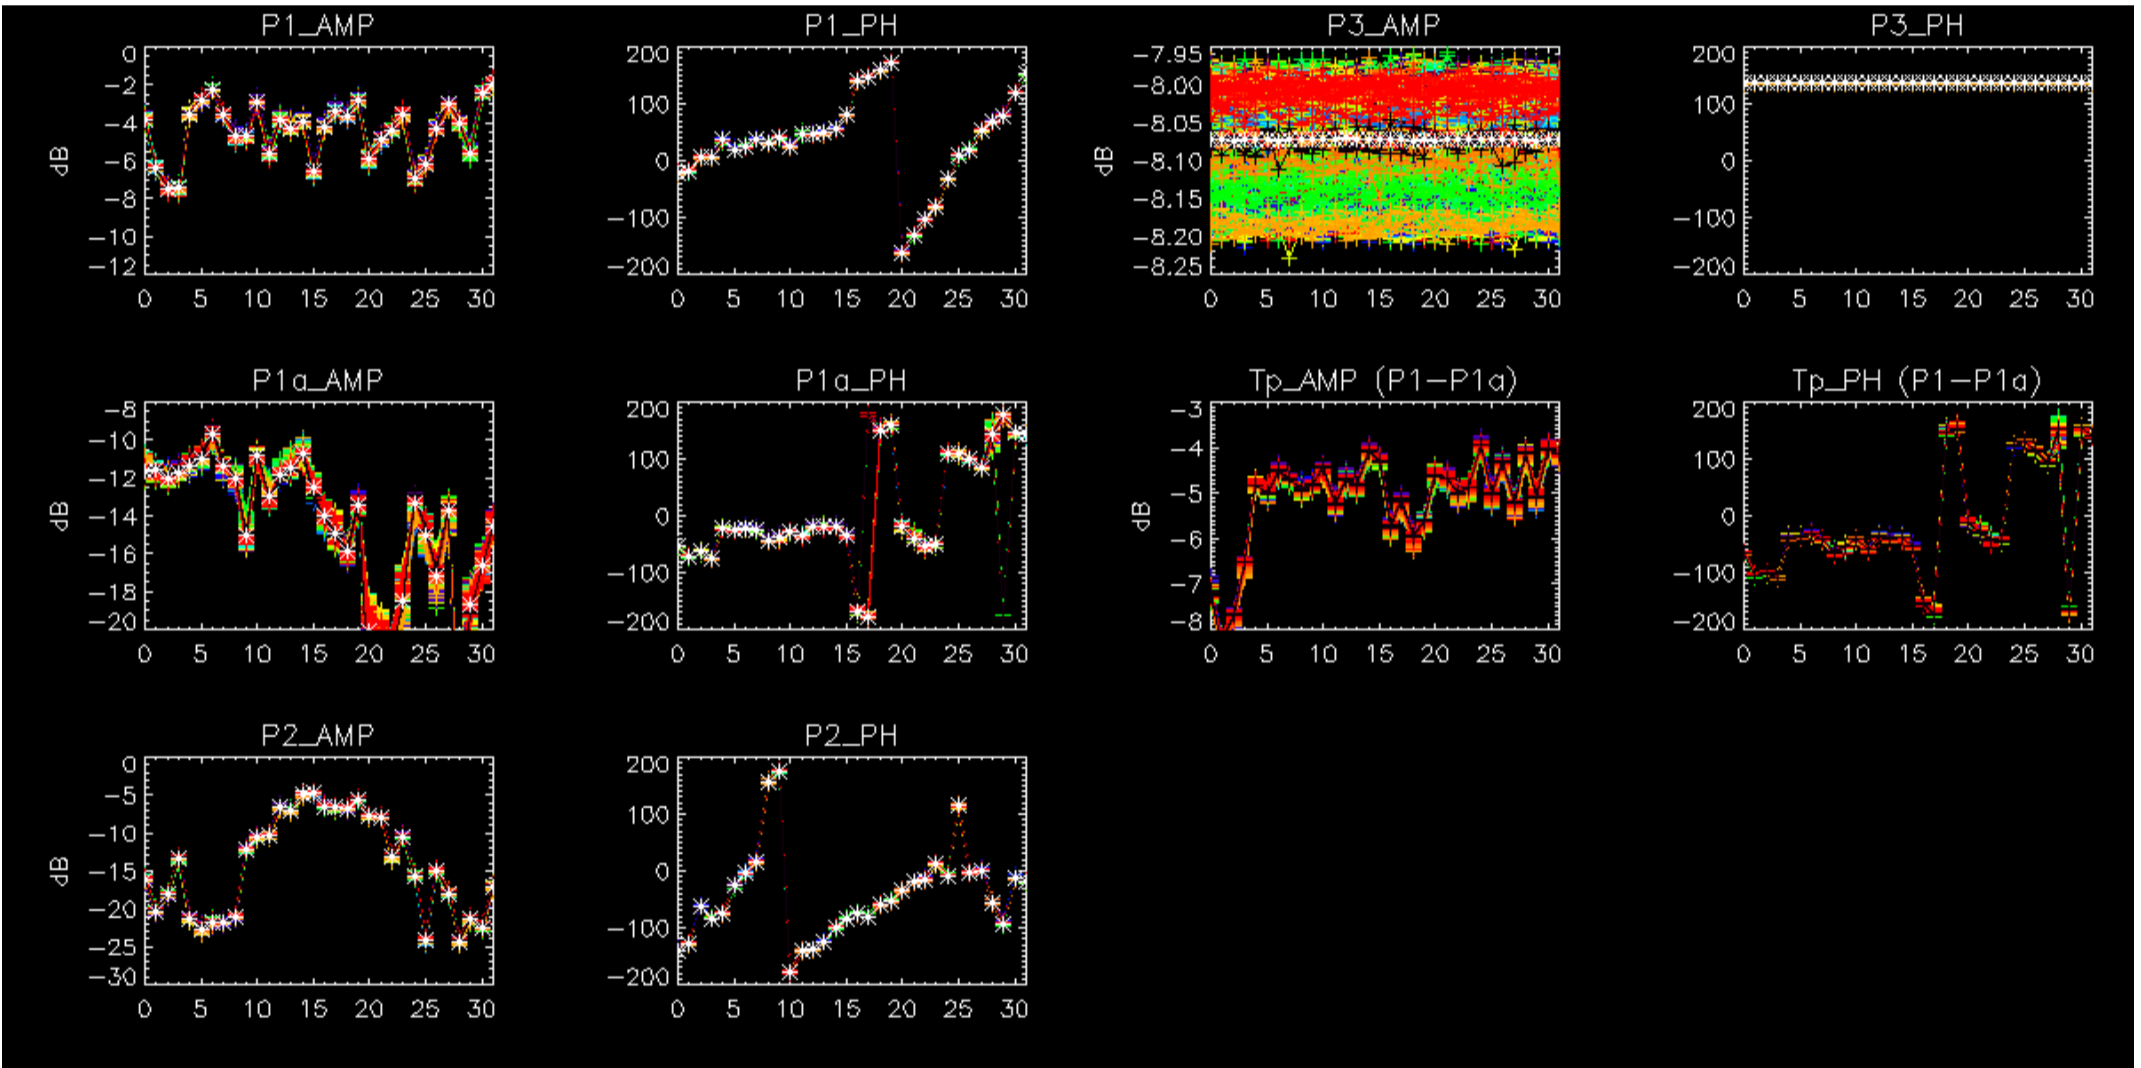 P1_AMP
0
−2
−4
−6
−8
−10
−12
dB
0 5 10 15 20 25 30
P1_PH
200
100
0
−100
−200
0 5 10 15 20 25 30
P3_AMP
−7.95
−8.00
−8.05
−8.10
−8.15
−8.20
−8.25
dB
0 5 10 15 20 25 30
P3_PH
200
100
0
−100
−200
0 5 10 15 20 25 30
P1a_AMP
−8
−10
−12
−14
−16
−18
−20
dB
0 5 10 15 20 25 30
P1a_PH
200
100
0
−100
−200
0 5 10 15 20 25 30
Tp_AMP (P1−P1a)
−3
−4
−5
−6
−7
−8
dB
0 5 10 15 20 25 30
Tp_PH (P1−P1a)
200
100
0
−100
−200
0 5 10 15 20 25 30
P2_AMP
0
−5
−10
−15
−20
−25
−30
dB
0 5 10 15 20 25 30
P2_PH
200
100
0
−100
−200
0 5 10 15 20 25 30